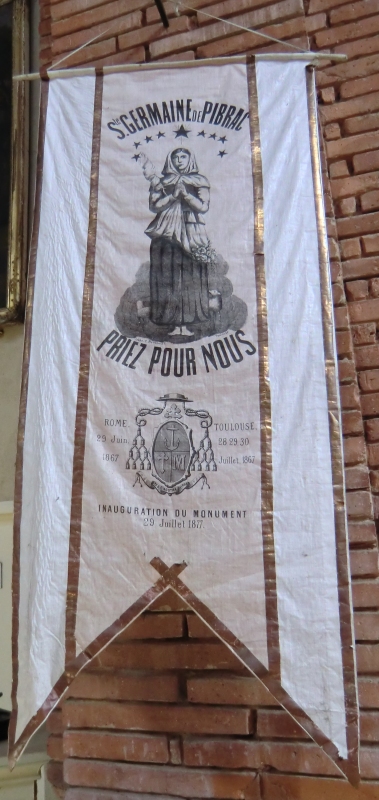 Ste GERMAINE DE PIBRAC
PRIEZ POUR NOUS
ROME TOULOUSE
29 Juin 28 29 30
1867 Juillet 1867
INAUGURATION DU MONUMENT
29 Juillet 1877